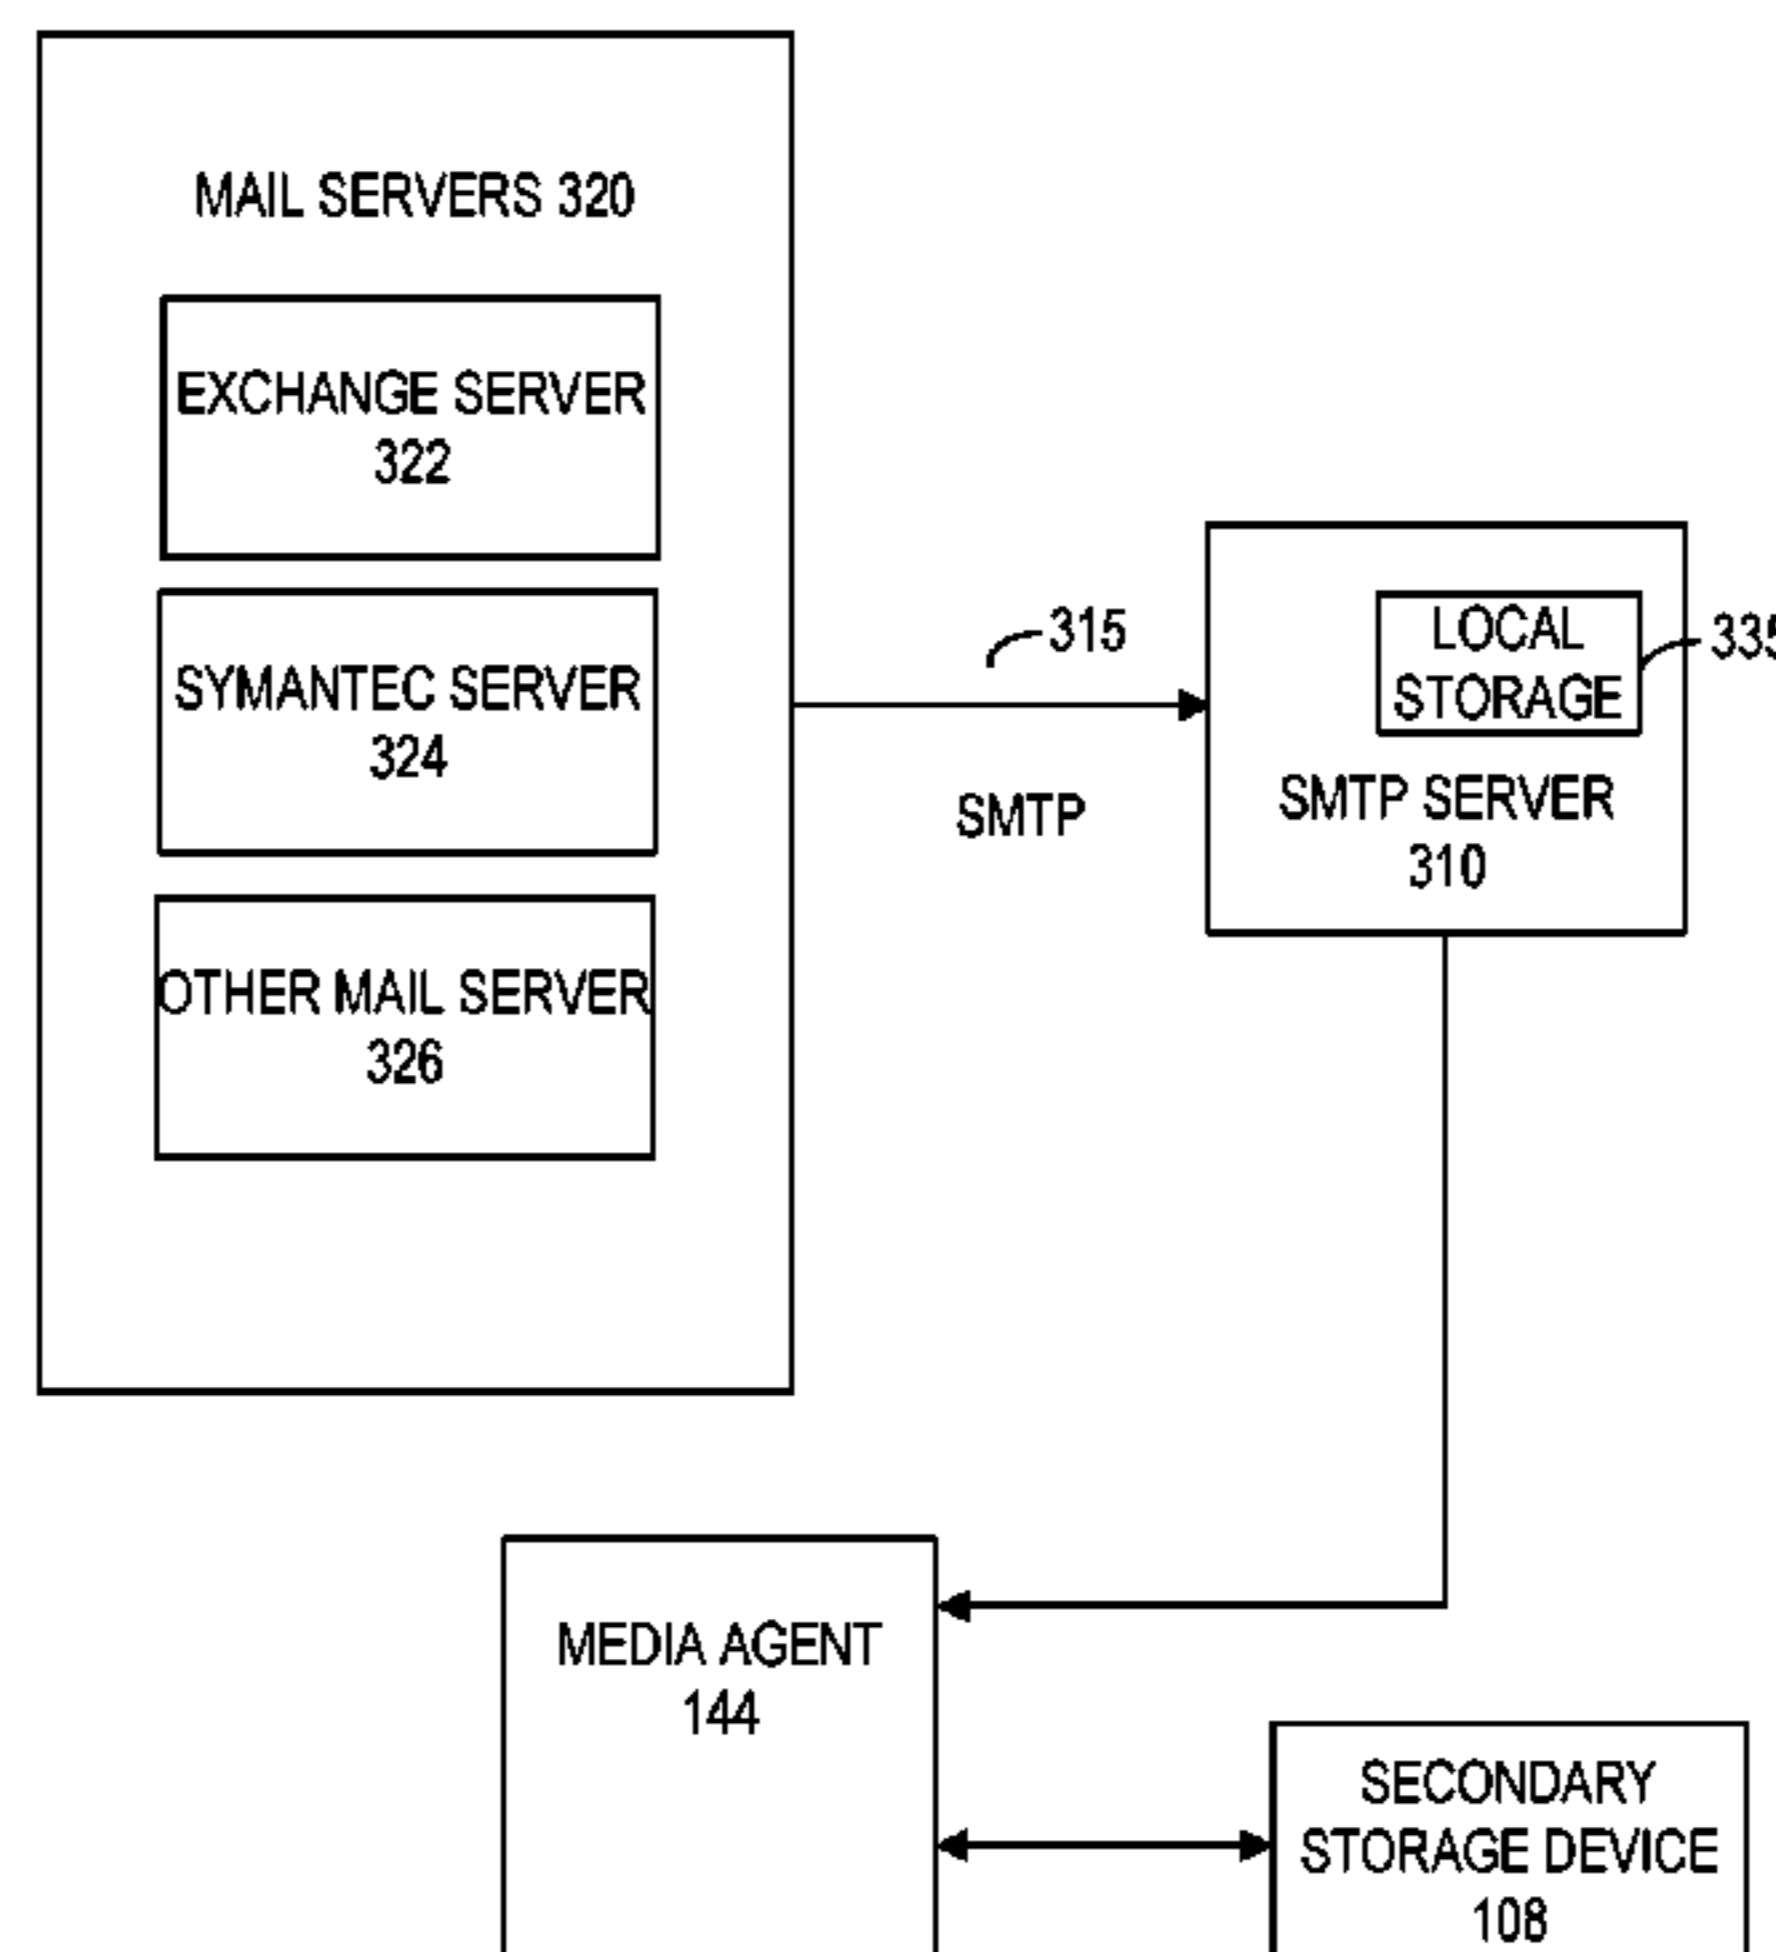 MAIL SERVERS 320
EXCHANGE SERVER
322
SYMANTEC SERVER
324
OTHER MAIL SERVER
326
315
SMTP
LOCAL
STORAGE
335
SMTP SERVER
310
MEDIA AGENT
144
SECONDARY
STORAGE DEVICE
108